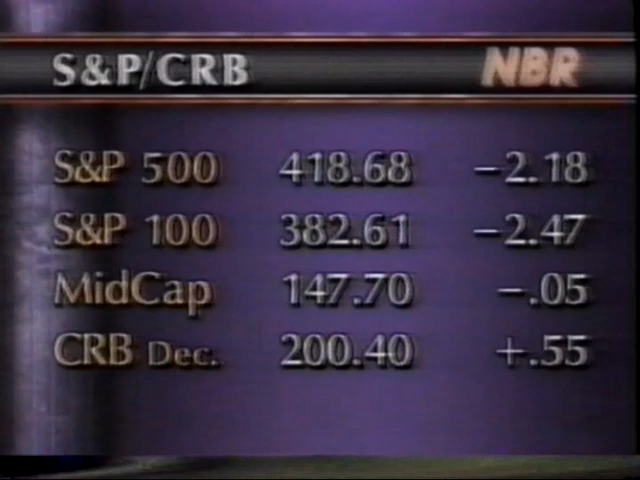 S&P/CRB NBR
S&P 500 418.68 -2.18
S&P 100 382.61 -2.47
MidCap 147.70 -.05
CRB Dec. 200.40 +.55